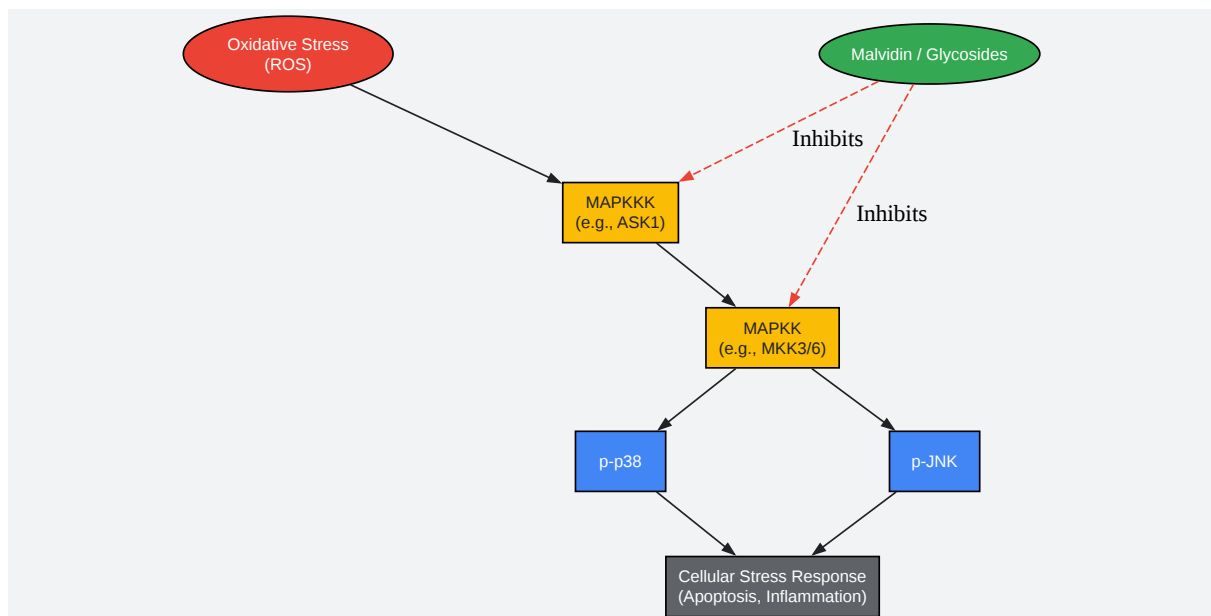 Oxidative Stress
(ROS)
Malvidin / Glycosides
Inhibits
MAPKKK
(e.g., ASK1)
Inhibits
MAPKK
(e.g., MKK3/6)
p-p38
p-JNK
Cellular Stress Response
(Apoptosis, Inflammation)